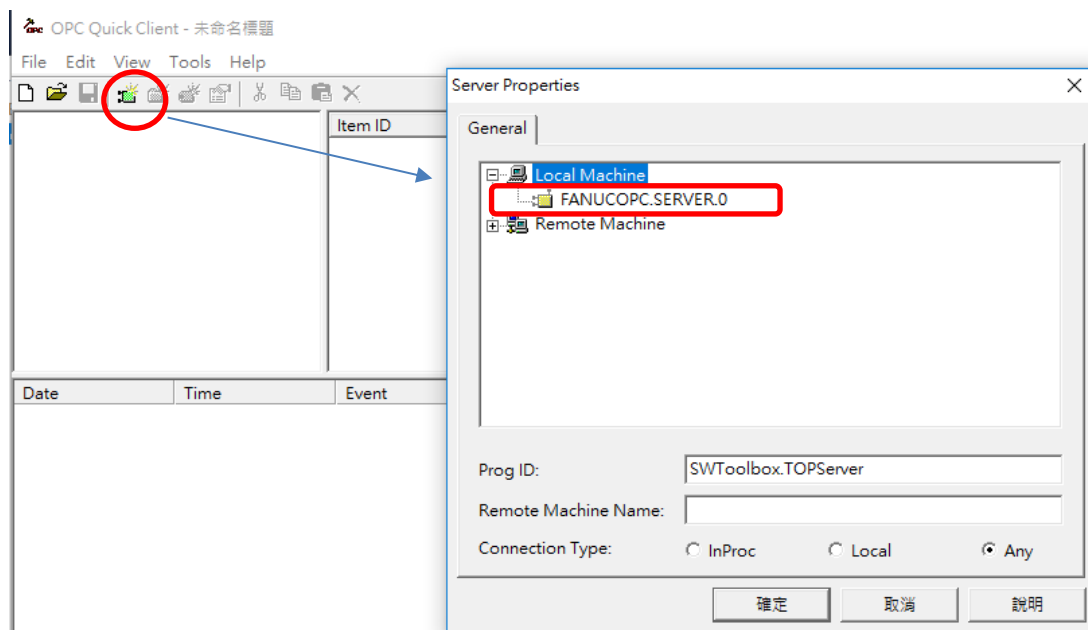 OPC Quick Client - 未命名標題
File Edit View Tools Help
Item ID
Date Time Event
Server Properties
General
Local Machine
FANUCOPC.SERVER.0
Remote Machine
Prog ID: SWToolbox.TOPServer
Remote Machine Name:
Connection Type: InProc Local Any
確定 取消 說明